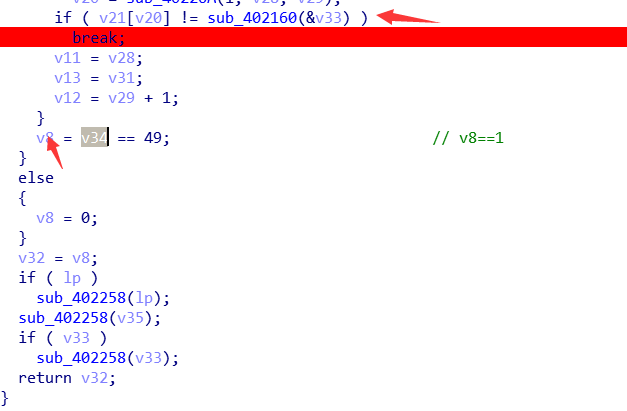 if ( v21[v20] != sub_402160(&v33) )
break;
v11 = v28;
v13 = v31;
v12 = v29 + 1;
}
v8 = v34 == 49; // v8==1
}
else
{
v8 = 0;
}
v32 = v8;
if ( lp )
sub_402258(lp);
sub_402258(v35);
if ( v33 )
sub_402258(v33);
return v32;
}